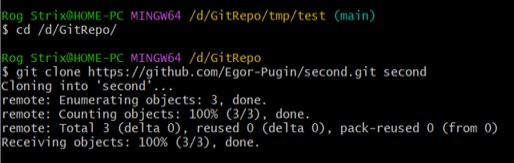 Rog Strix@HOME-PC MINGW64 /d/GitRepo/tmp/test (main)
$ cd /d/GitRepo/
Rog Strix@HOME-PC MINGW64 /d/GitRepo
$ git clone https://github.com/Egor-Pugin/second.git second
Cloning into 'second'...
remote: Enumerating objects: 3, done.
remote: Counting objects: 100% (3/3), done.
remote: Total 3 (delta 0), reused 0 (delta 0), pack-reused 0 (from 0)
Receiving objects: 100% (3/3), done.